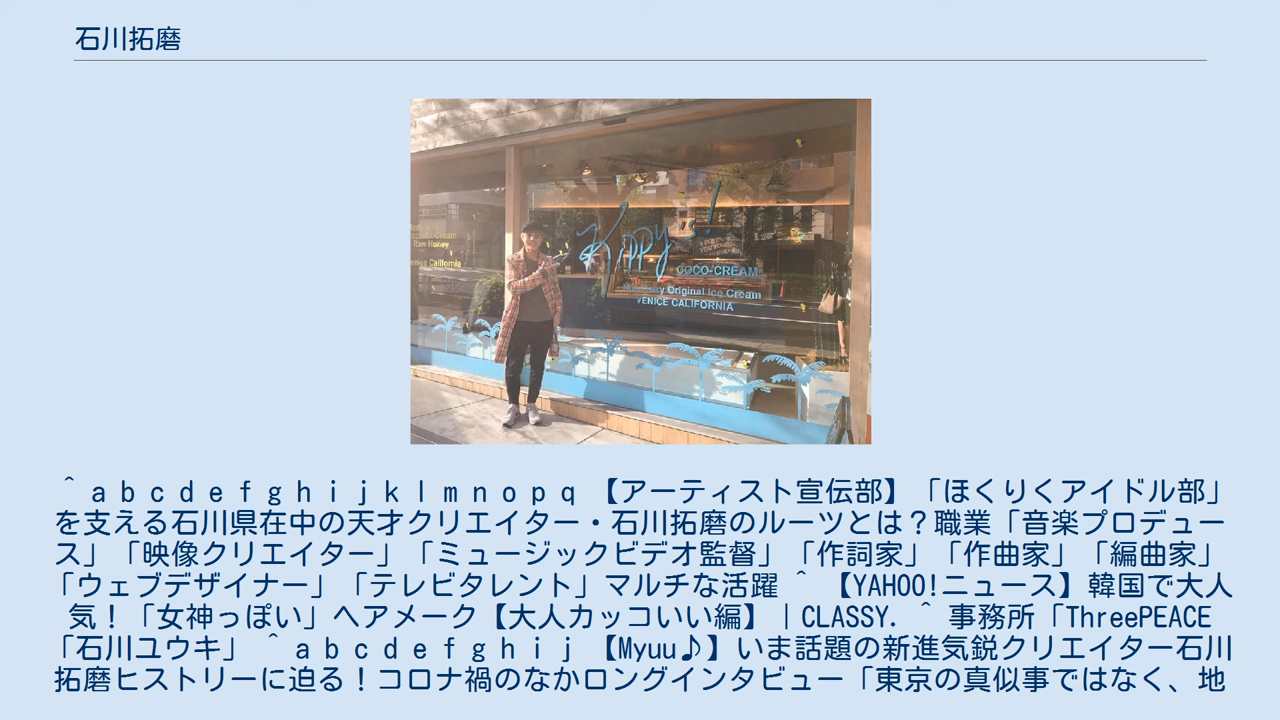 石川拓磨
Raw Honey
Venice California
Kippy's!
COCO-CREAM
Original Ice Cream
VENICE CALIFORNIA
^ a b c d e f g h i j k l m n o p q 【アーティスト宣伝部】「ほくりくアイドル部」
を支える石川県在中の天才クリエイター・石川拓磨のルーツとは？職業「音楽プロデュー
ス」「映像クリエイター」「ミュージックビデオ監督」「作詞家」「作曲家」「編曲家」
「ウェブデザイナー」「テレビタレント」マルチな活躍 ^ 【YAHOO!ニュース】韓国で大人
気！「女神っぽい」ヘアメーク【大人カッコいい編】｜CLASSY. ^ 事務所「ThreePEACE
「石川ユウキ」 ^ a b c d e f g h i j 【Myuu♪】いま話題の新進気鋭クリエイター石川
拓磨ヒストリーに迫る！コロナ禍のなかロングインタビュー「東京の真似事ではなく、地